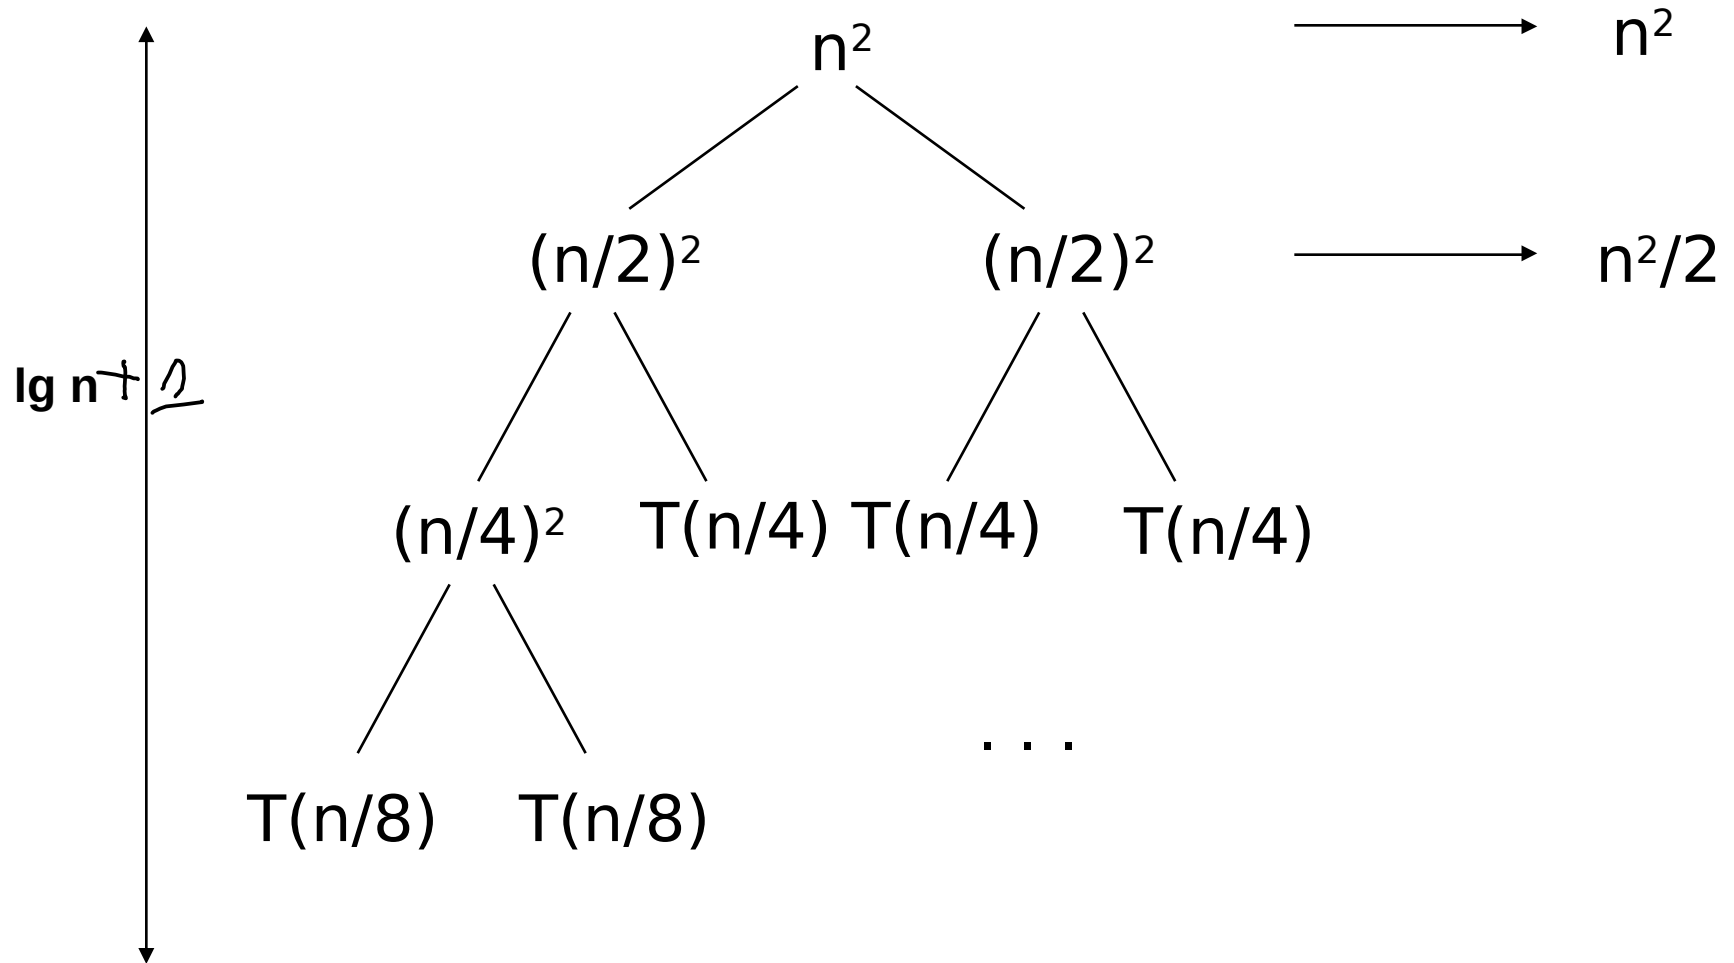 n² n²
(n/2)² (n/2)² n²/2
lg n + 1
(n/4)² T(n/4) T(n/4) T(n/4)
. . .
T(n/8) T(n/8)